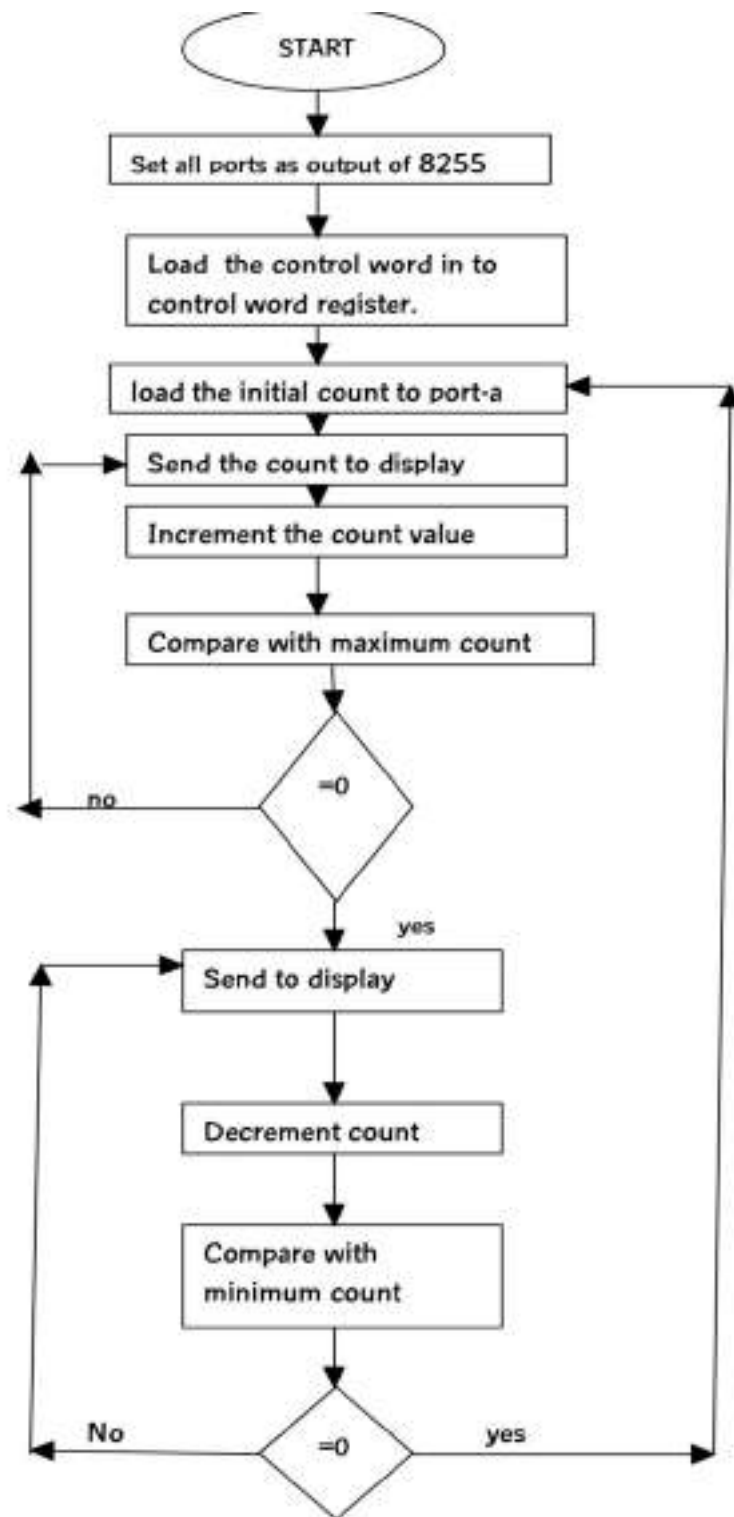 START
Set all ports as output of 8255
Load the control word in to
control word register.
load the initial count to port-a
Send the count to display
Increment the count value
Compare with maximum count
=0
no
yes
Send to display
Decrement count
Compare with
minimum count
No
=0
yes